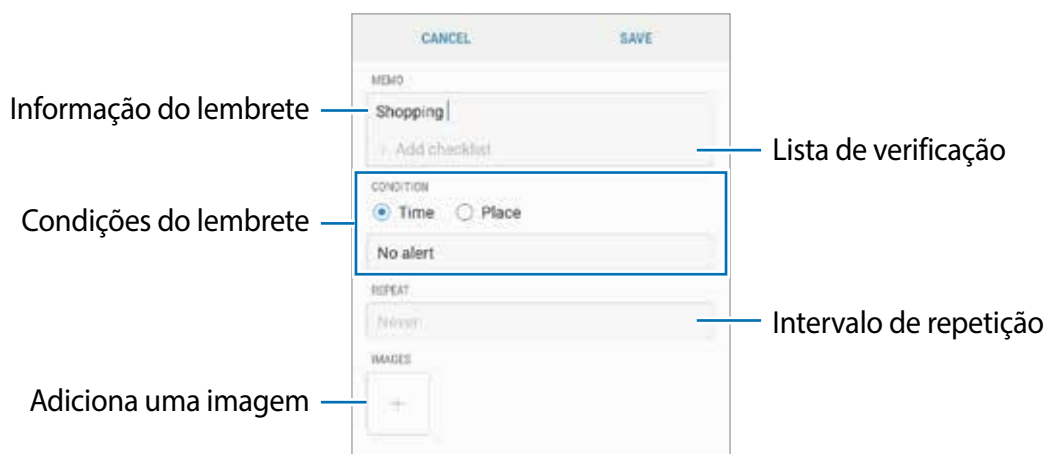 CANCEL SAVE
MEMO
Informação do lembrete
Shopping
+ Add checklist
Lista de verificação
CONDITION
Time Place
Condições do lembrete
No alert
REPEAT
Never
Intervalo de repetição
IMAGES
Adiciona uma imagem
+